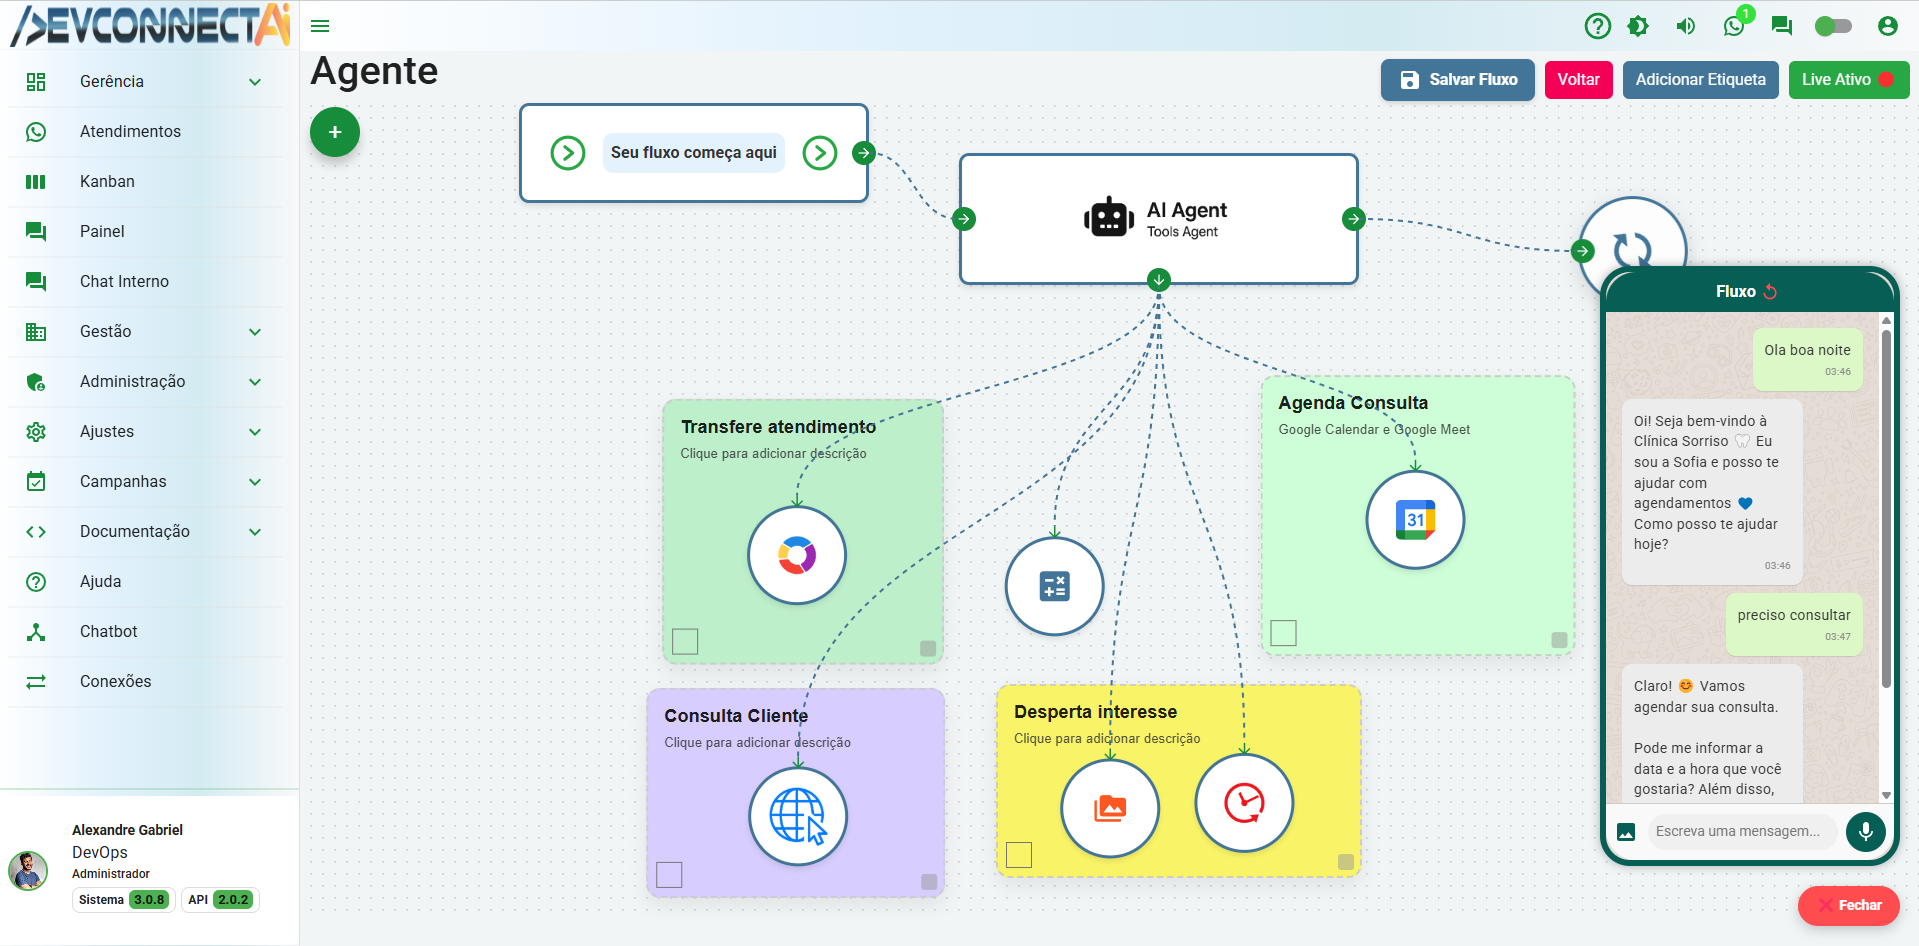 DEVCONNECTAi
Gerência
Atendimentos
Kanban
Painel
Chat Interno
Gestão
Administração
Ajustes
Campanhas
Documentação
Ajuda
Chatbot
Conexões
Alexandre Gabriel
DevOps
Administrador
Sistema 3.0.8 API 2.0.2
1
Agente
Salvar Fluxo
Voltar
Adicionar Etiqueta
Live Ativo
+
Seu fluxo começa aqui
AI Agent
Tools Agent
Transfere atendimento
Clique para adicionar descrição
Agenda Consulta
Google Calendar e Google Meet
31
Consulta Cliente
Clique para adicionar descrição
Desperta interesse
Clique para adicionar descrição
Fluxo
Ola boa noite
03:46
Oi! Seja bem-vindo à
Clínica Sorriso 🦷 Eu
sou a Sofia e posso te
ajudar com
agendamentos 💙
Como posso te ajudar
hoje?
03:46
preciso consultar
03:47
Claro! 😊 Vamos
agendar sua consulta.
Pode me informar a
data e a hora que você
gostaria? Além disso,
Escreva uma mensagem...
Fechar